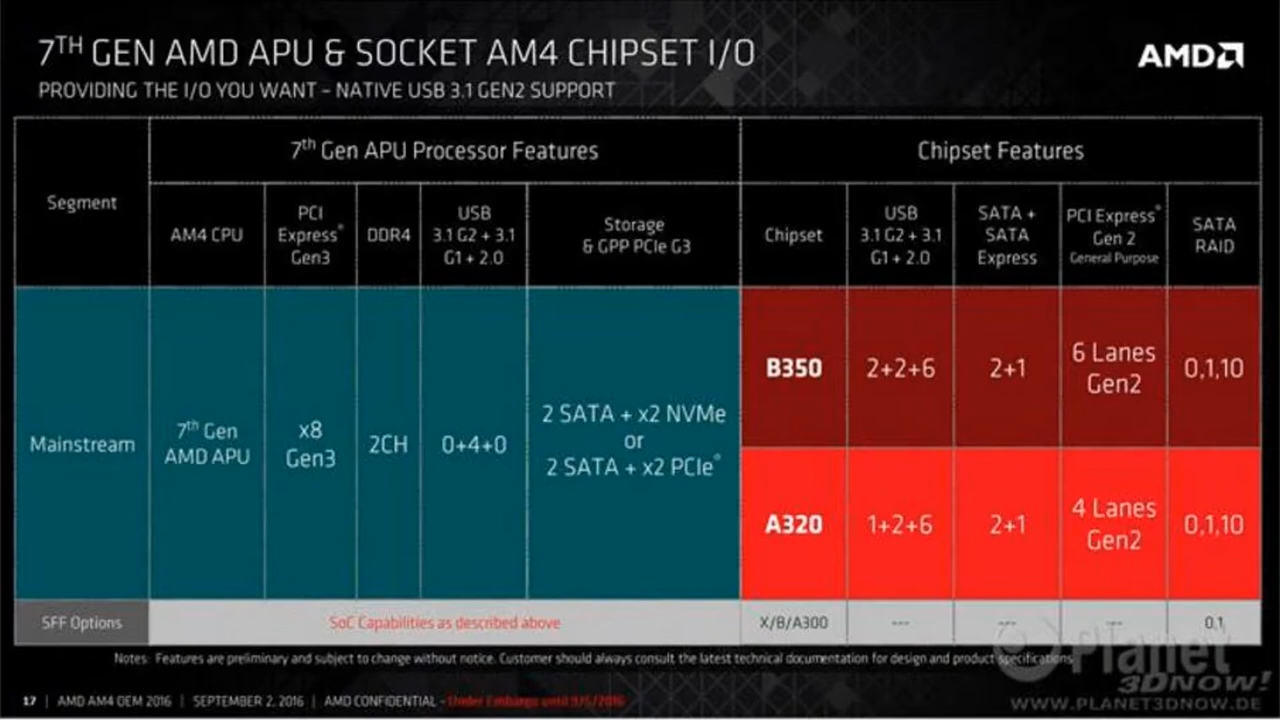 7TH GEN AMD APU & SOCKET AM4 CHIPSET I/O
AMD
PROVIDING THE I/O YOU WANT – NATIVE USB 3.1 GEN2 SUPPORT
Segment
7th Gen APU Processor Features
Chipset Features
AM4 CPU
PCI
Express®
Gen3
DDR4
USB
3.1 G2 + 3.1
G1 + 2.0
Storage
& GPP PCIe G3
Chipset
USB
3.1 G2 + 3.1
G1 + 2.0
SATA +
SATA
Express
PCI Express®
Gen 2
General Purpose
SATA
RAID
Mainstream
7th Gen
AMD APU
x8
Gen3
2CH
0+4+0
2 SATA + x2 NVMe
or
2 SATA + x2 PCIe®
B350
2+2+6
2+1
6 Lanes
Gen2
0,1,10
A320
1+2+6
2+1
4 Lanes
Gen2
0,1,10
SFF Options
SoC Capabilities as described above
X/B/A300
---
---
---
0,1
Notes: Features are preliminary and subject to change without notice. Customer should always consult the latest technical documentation for design and product specifications
17 | AMD AM4 OEM 2016 | SEPTEMBER 2, 2016 | AMD CONFIDENTIAL - Under Embargo until 9/5/2016
Planet
3DNOW!
WWW.PLANET3DNOW.DE